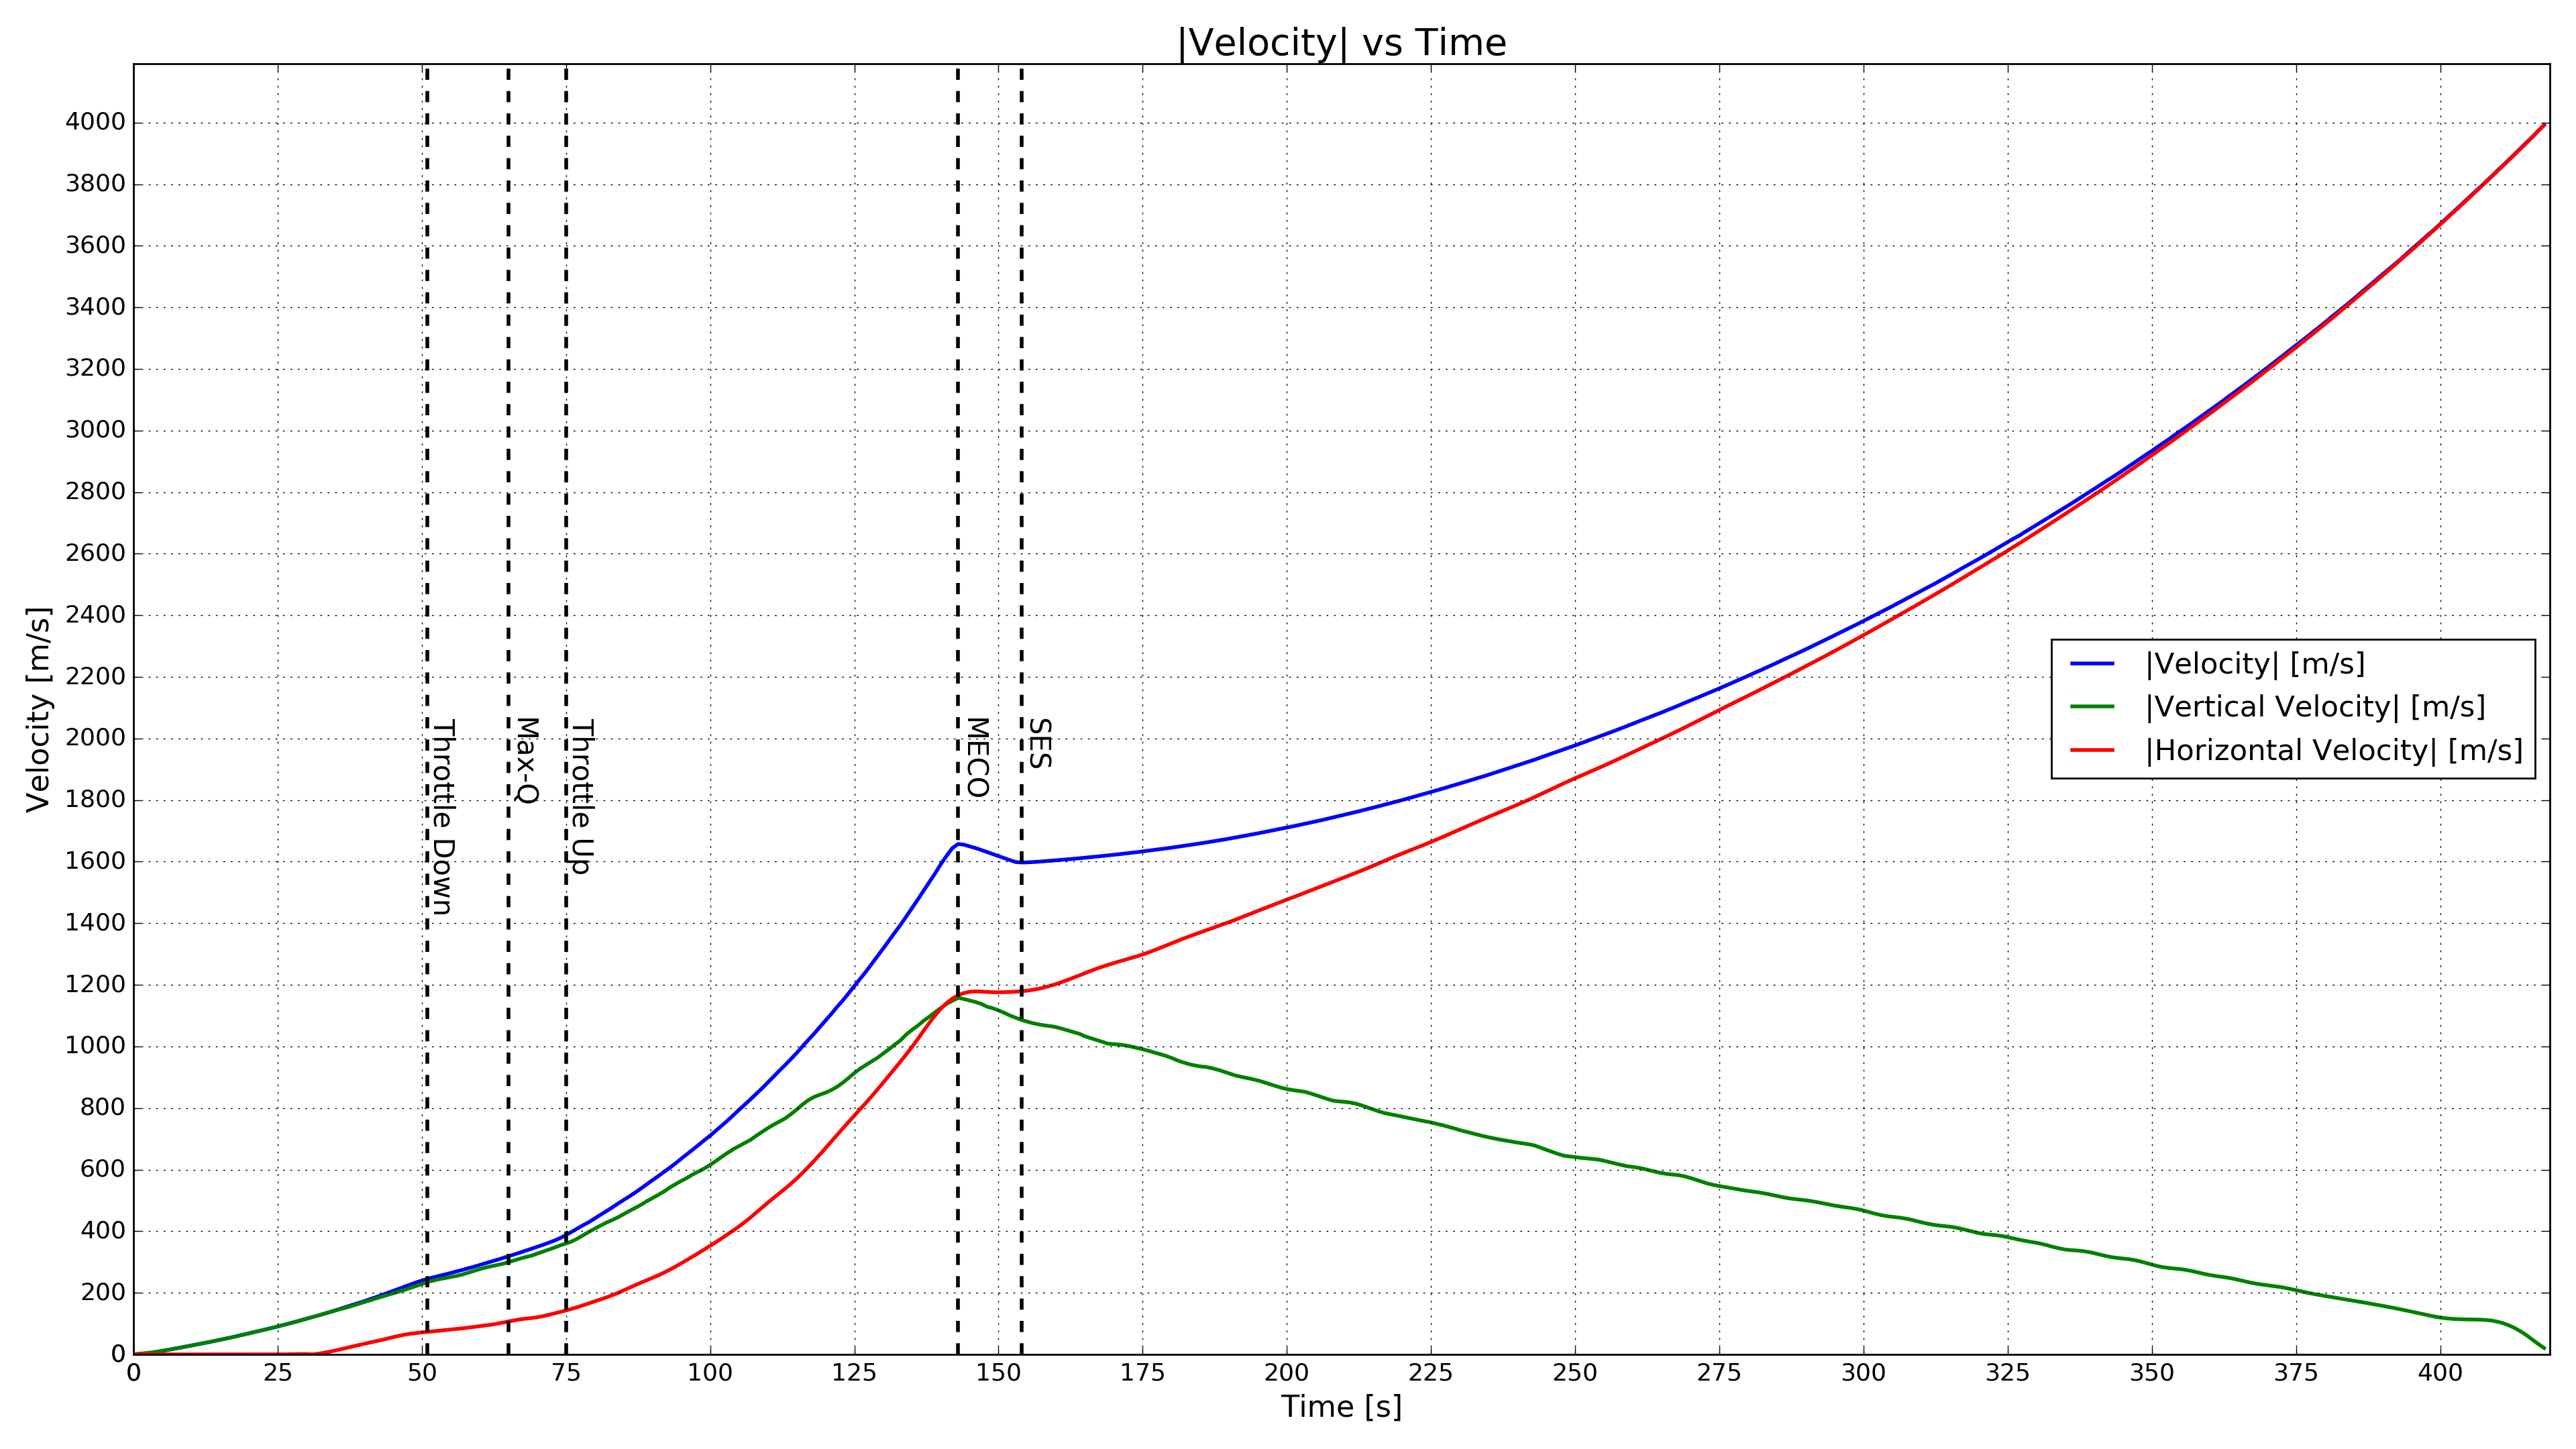 |Velocity| vs Time
Velocity [m/s]
4000
3800
3600
3400
3200
3000
2800
2600
2400
2200
2000
1800
1600
1400
1200
1000
800
600
400
200
0
Throttle Down
Max-Q
Throttle Up
MECO
SES
|Velocity| [m/s]
|Vertical Velocity| [m/s]
|Horizontal Velocity| [m/s]
0 25 50 75 100 125 150 175 200 225 250 275 300 325 350 375 400
Time [s]